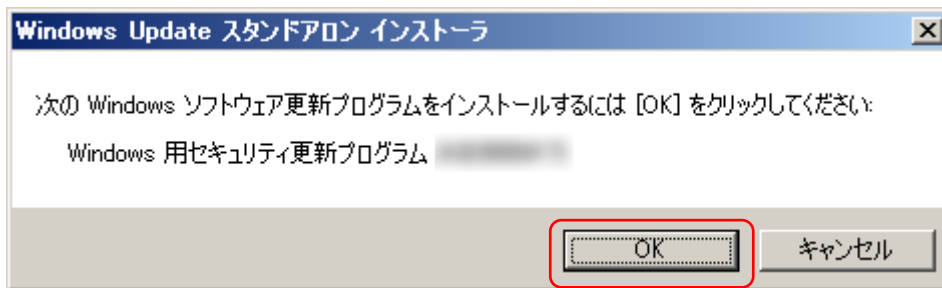 Windows Update スタンドアロン インストーラ
次の Windows ソフトウェア更新プログラムをインストールするには [OK] をクリックしてください:
Windows 用セキュリティ更新プログラム
OK
キャンセル